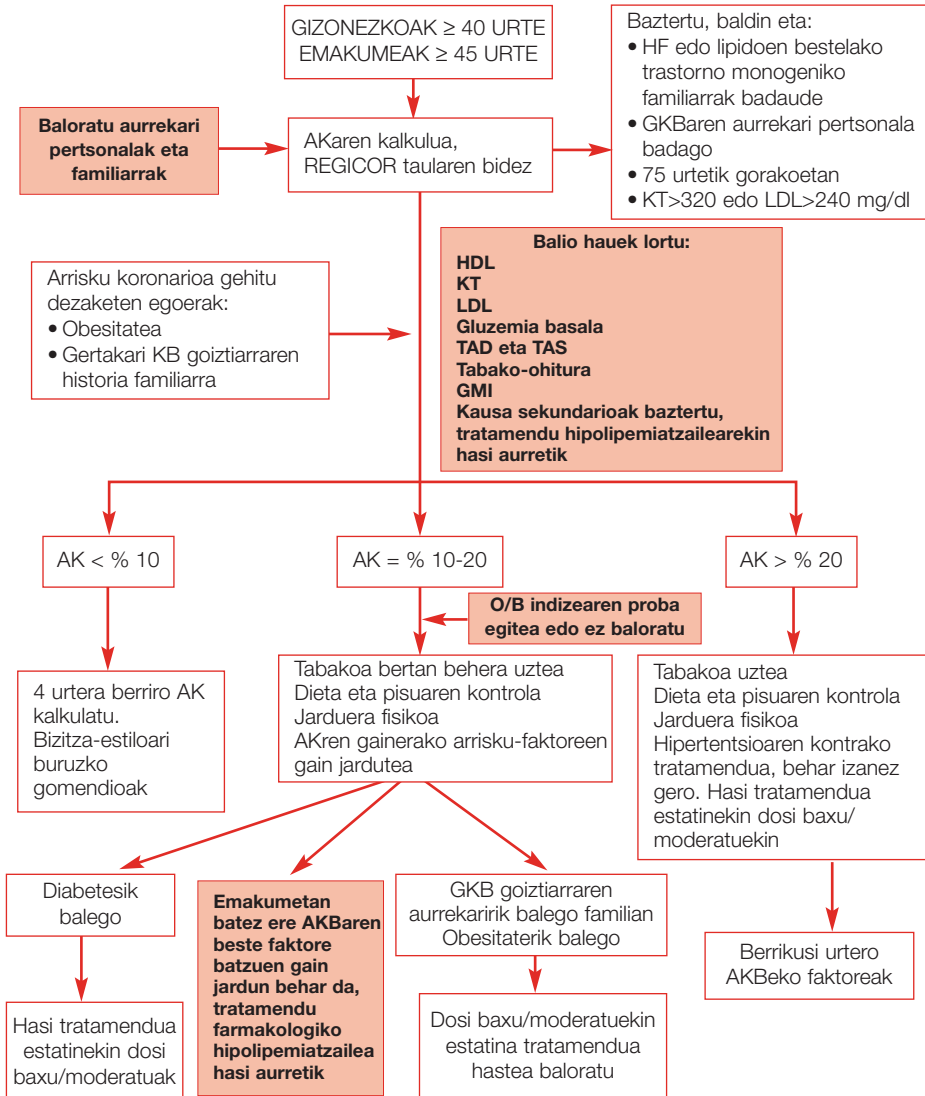 GIZONEZKOAK ≥ 40 URTE
EMAKUMEAK ≥ 45 URTE
Baztertu, baldin eta:
• HF edo lipidoen bestelako
trastorno monogeniko
familiarrak badaude
• GKBaren aurrekari pertsonala
badago
• 75 urtetik gorakoetan
• KT>320 edo LDL>240 mg/dl
Baloratu aurrekari
pertsonalak eta
familiarrak
AKaren kalkulua,
REGICOR taularen bidez
Balio hauek lortu:
HDL
KT
LDL
Gluzemia basala
TAD eta TAS
Tabako-ohitura
GMI
Kausa sekundarioak baztertu,
tratamendu hipolipemiatzailearekin
hasi aurretik
Arrisku koronarioa gehitu
dezaketen egoerak:
• Obesitatea
• Gertakari KB goiztiarraren
historia familiarra
AK < % 10
AK = % 10-20
AK > % 20
O/B indizearen proba
egitea edo ez baloratu
4 urtera berriro AK
kalkulatu.
Bizitza-estiloari
buruzko
gomendioak
Tabakoa bertan behera uztea
Dieta eta pisuaren kontrola
Jarduera fisikoa
AKren gainerako arrisku-faktoreen
gain jardutea
Tabakoa uztea
Dieta eta pisuaren kontrola
Jarduera fisikoa
Hipertentsioaren kontrako
tratamendua, behar izanez
gero. Hasi tratamendua
estatinekin dosi baxu/
moderatuekin
Diabetesik
balego
Emakumetan
batez ere AKBaren
beste faktore
batzuen gain
jardun behar da,
tratamendu
farmakologiko
hipolipemiatzailea
hasi aurretik
GKB goiztiarraren
aurrekaririk balego familian
Obesitaterik balego
Berrikusi urtero
AKBeko faktoreak
Hasi tratamendua
estatinekin dosi
baxu/moderatuak
Dosi baxu/moderatuekin
estatina tratamendua
hastea baloratu